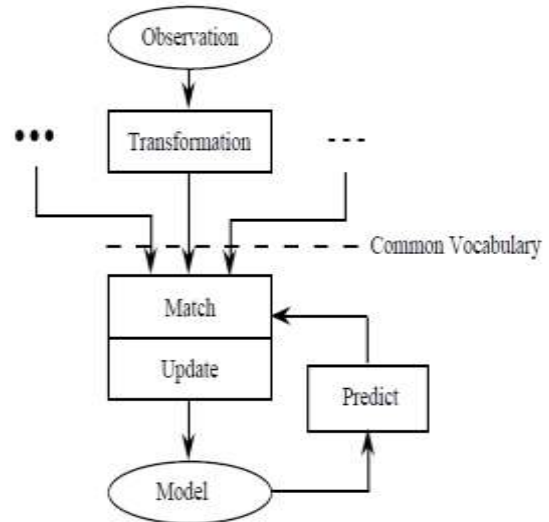 Observation
Transformation
Common Vocabulary
Match
Update
Predict
Model